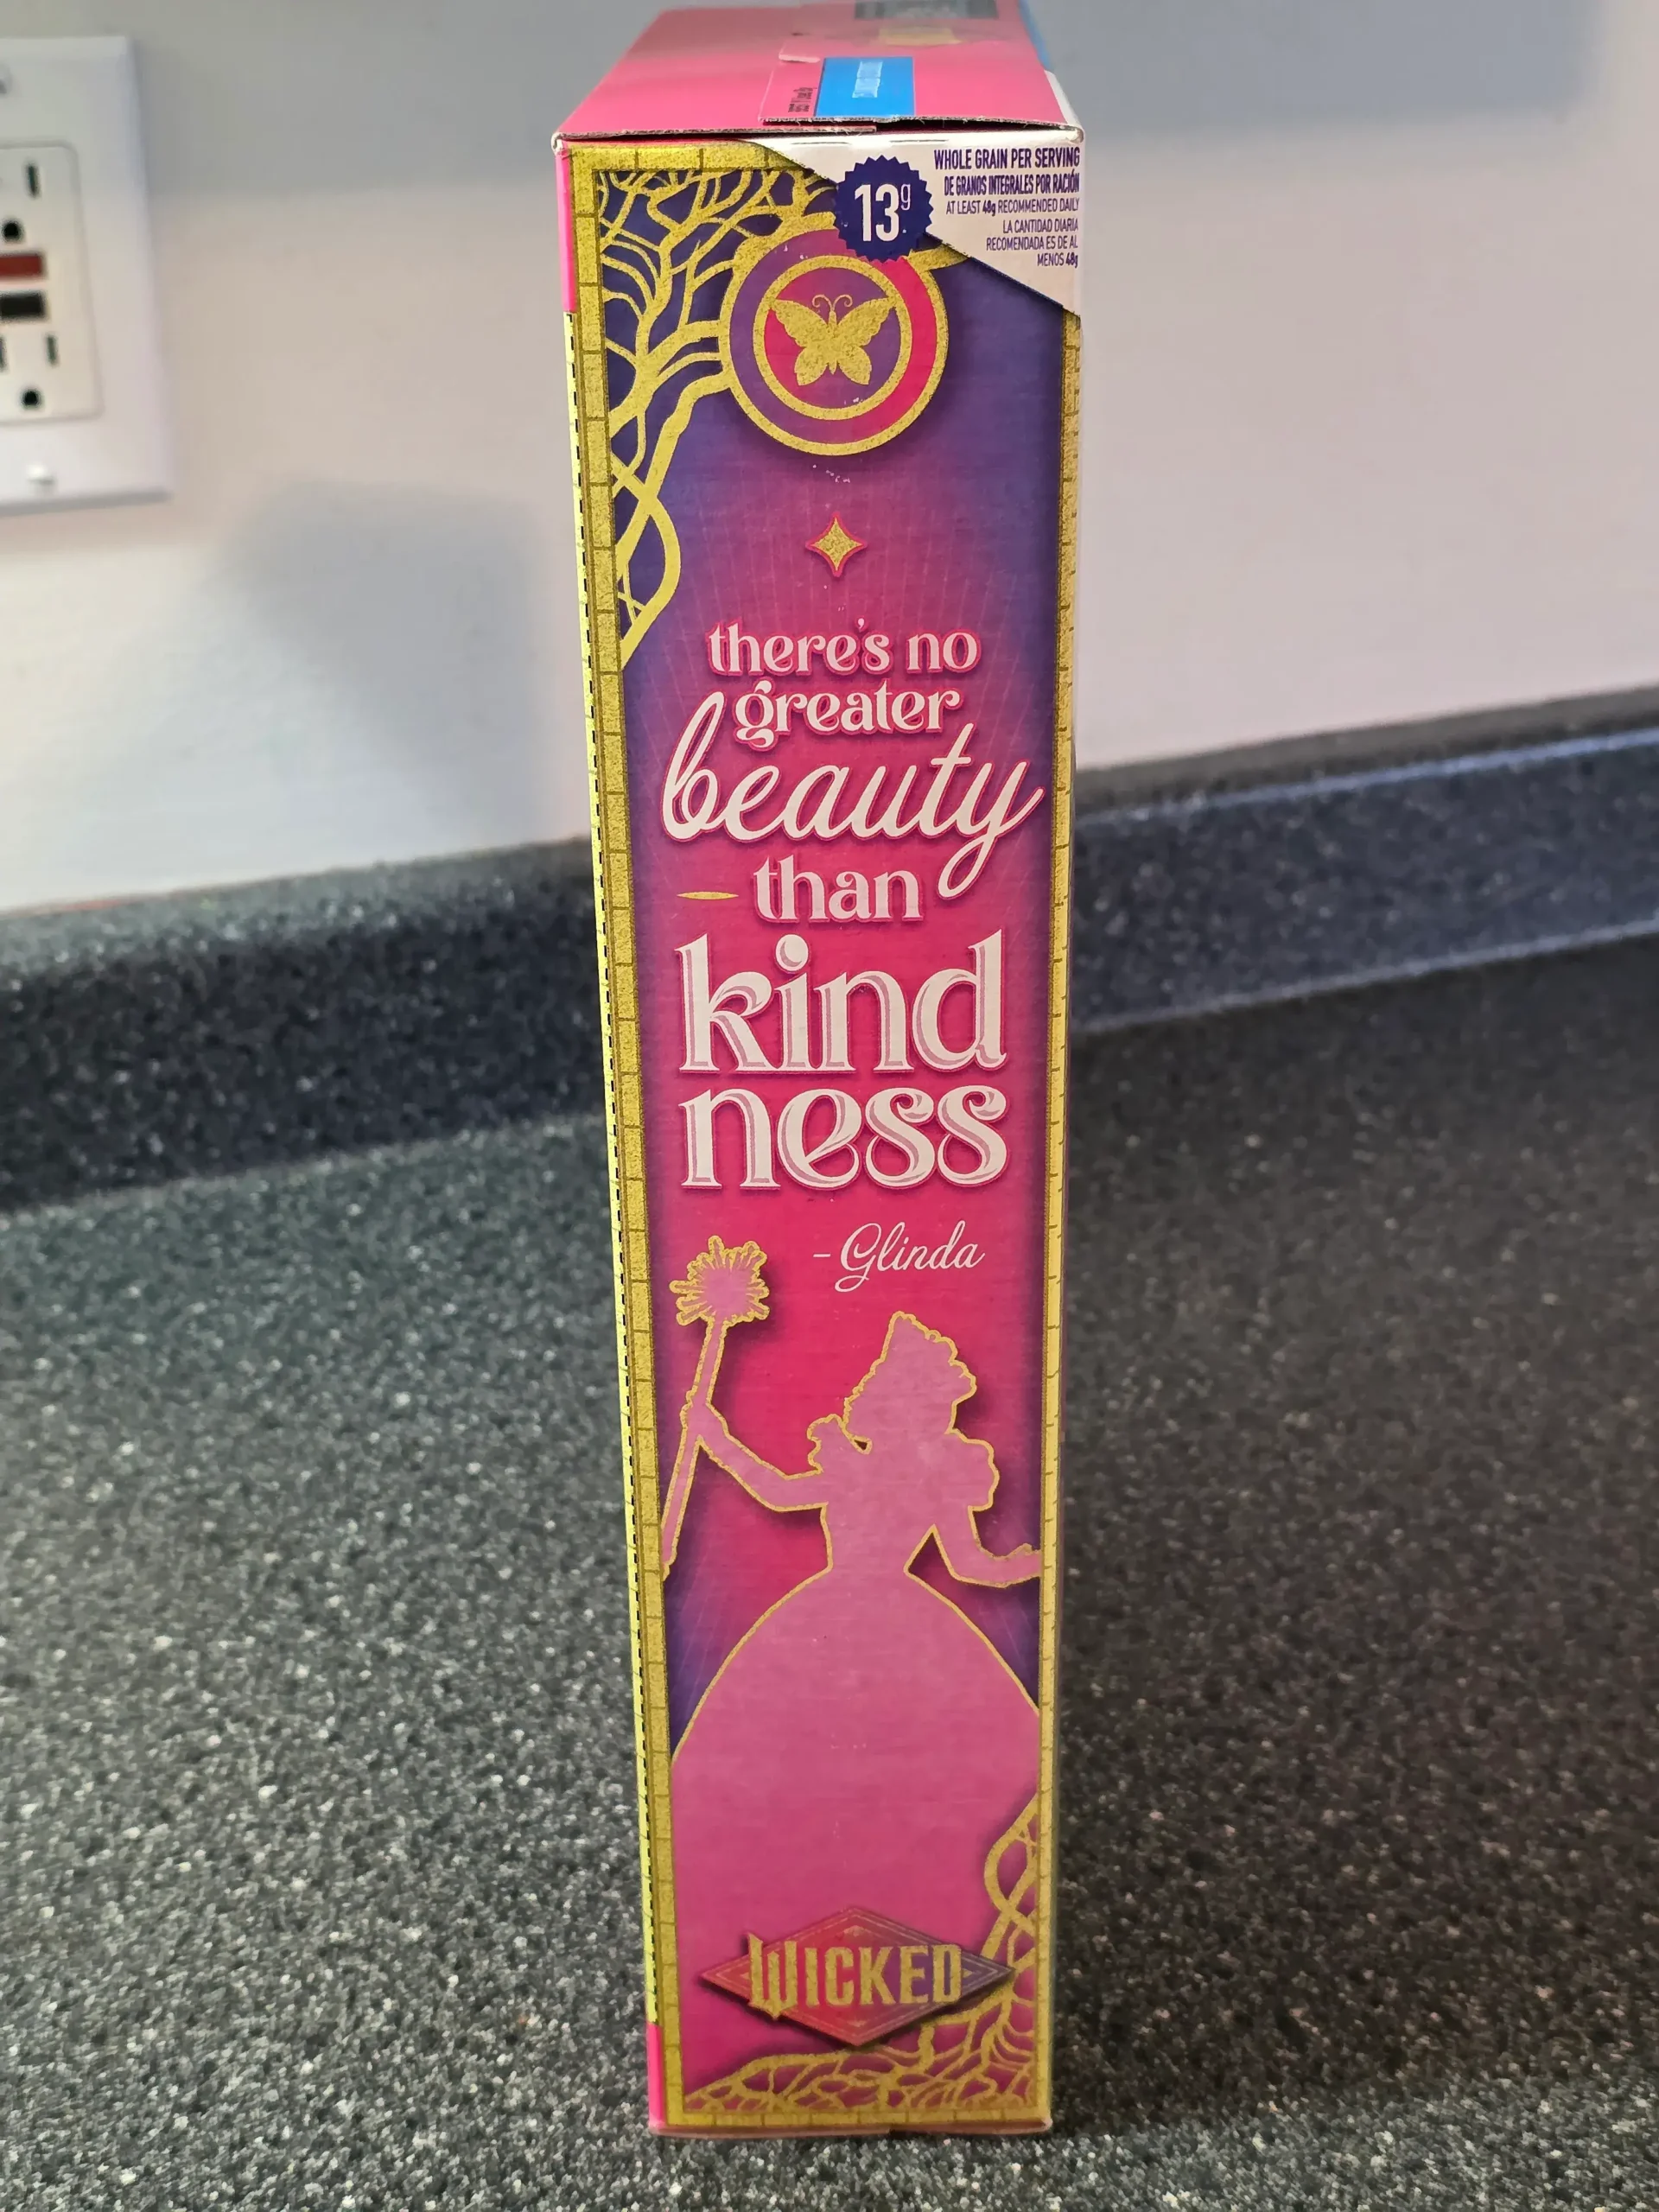 13g
WHOLE GRAIN PER SERVING
DE GRANOS INTEGRALES POR RACIÓN
AT LEAST 48g RECOMMENDED DAILY
LA CANTIDAD DIARIA
RECOMENDADA ES DE AL
MENOS 48g
there's no
greater
beauty
than
kind
ness
-Glinda
WICKED